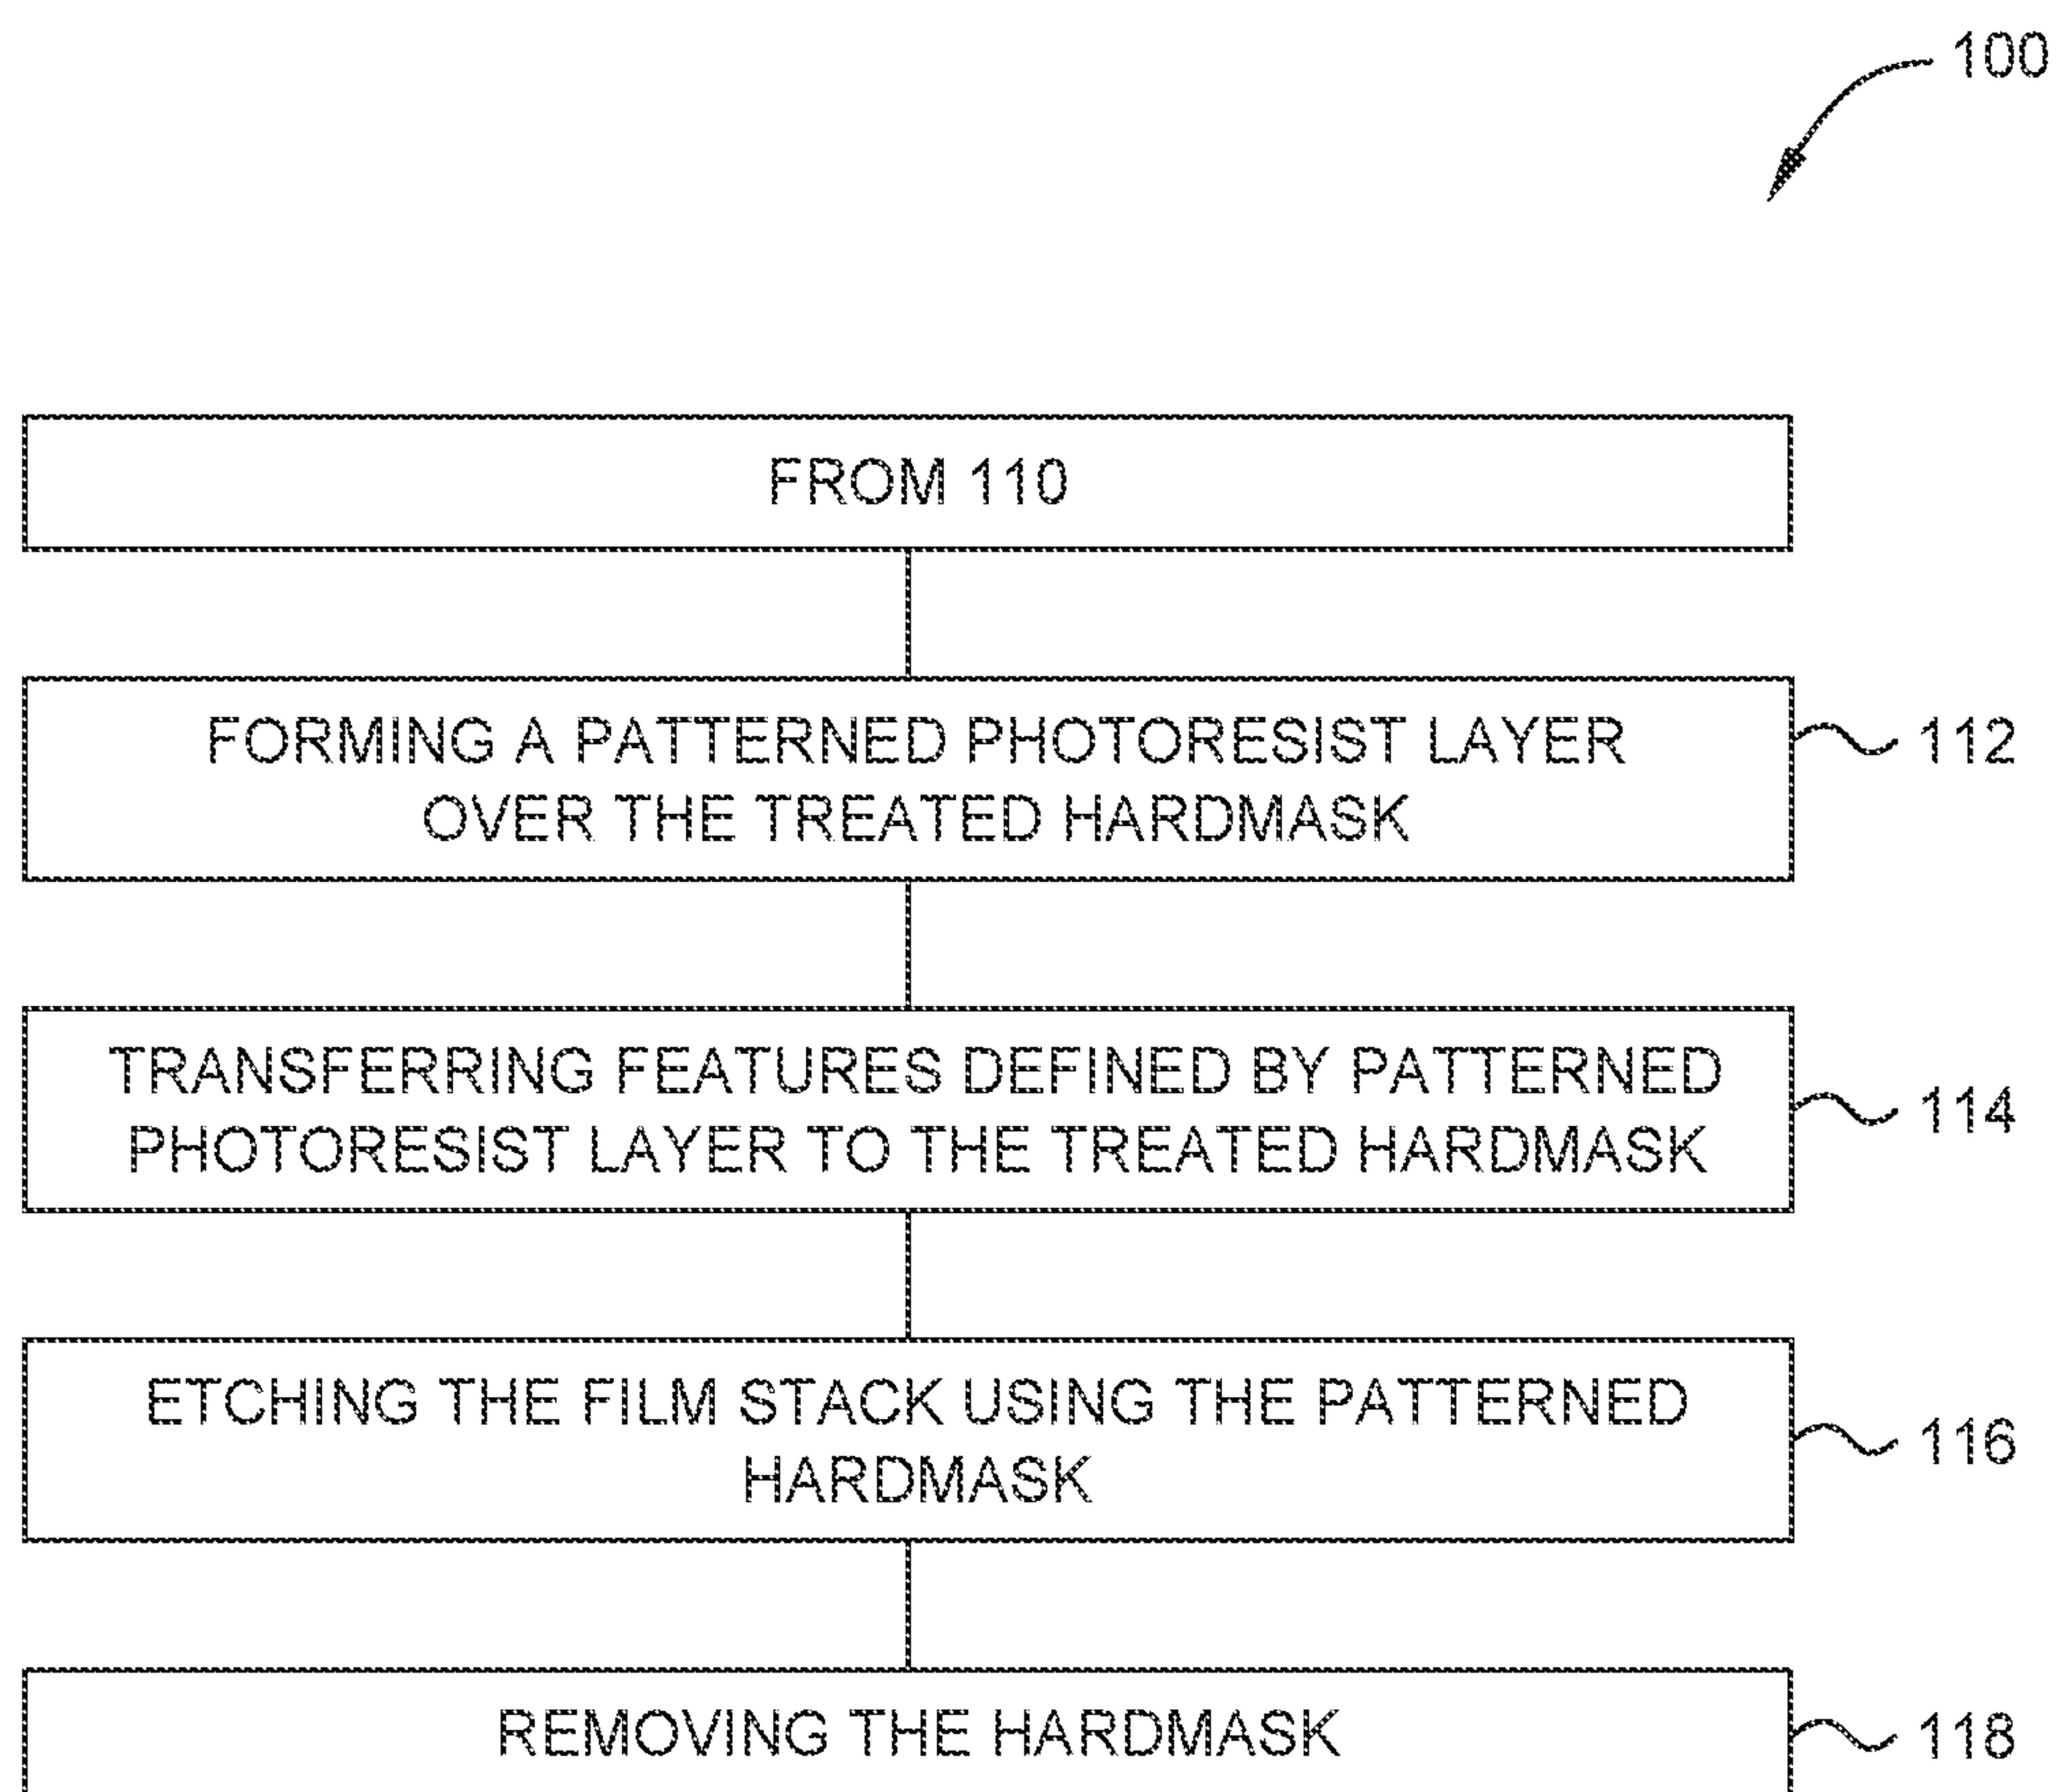 100
FROM 110
FORMING A PATTERNED PHOTORESIST LAYER
OVER THE TREATED HARDMASK
112
TRANSFERRING FEATURES DEFINED BY PATTERNED
PHOTORESIST LAYER TO THE TREATED HARDMASK
114
ETCHING THE FILM STACK USING THE PATTERNED
HARDMASK
116
REMOVING THE HARDMASK
118